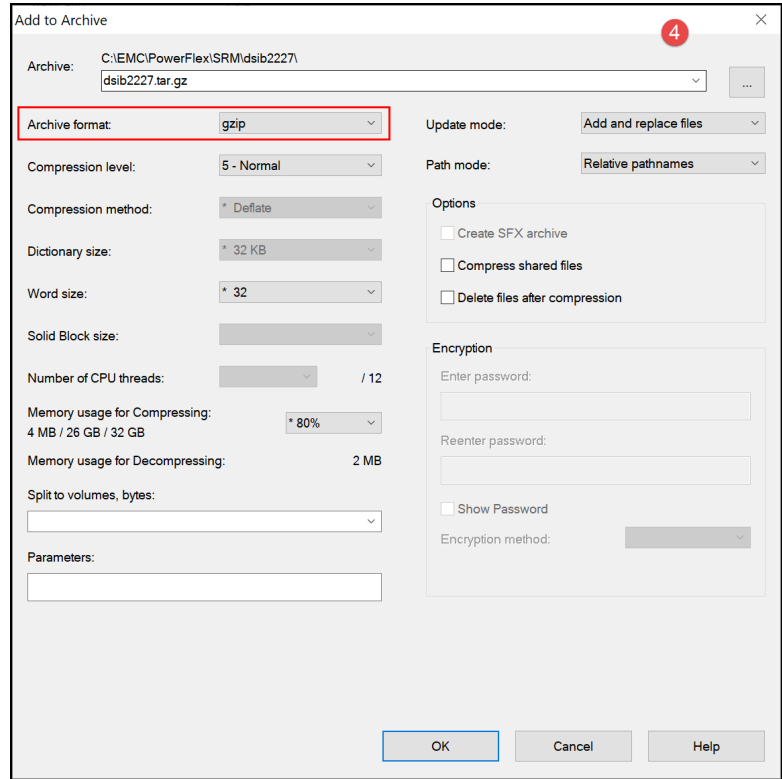 Add to Archive
4
Archive:
C:\EMC\PowerFlex\SRM\dsib2227\
dsib2227.tar.gz
...
Archive format:
gzip
Compression level:
5 - Normal
Compression method:
* Deflate
Dictionary size:
* 32 KB
Word size:
* 32
Solid Block size:
Number of CPU threads:
/ 12
Memory usage for Compressing:
4 MB / 26 GB / 32 GB
* 80%
Memory usage for Decompressing:
2 MB
Split to volumes, bytes:
Parameters:
Update mode:
Add and replace files
Path mode:
Relative pathnames
Options
Create SFX archive
Compress shared files
Delete files after compression
Encryption
Enter password:
Reenter password:
Show Password
Encryption method:
OK
Cancel
Help